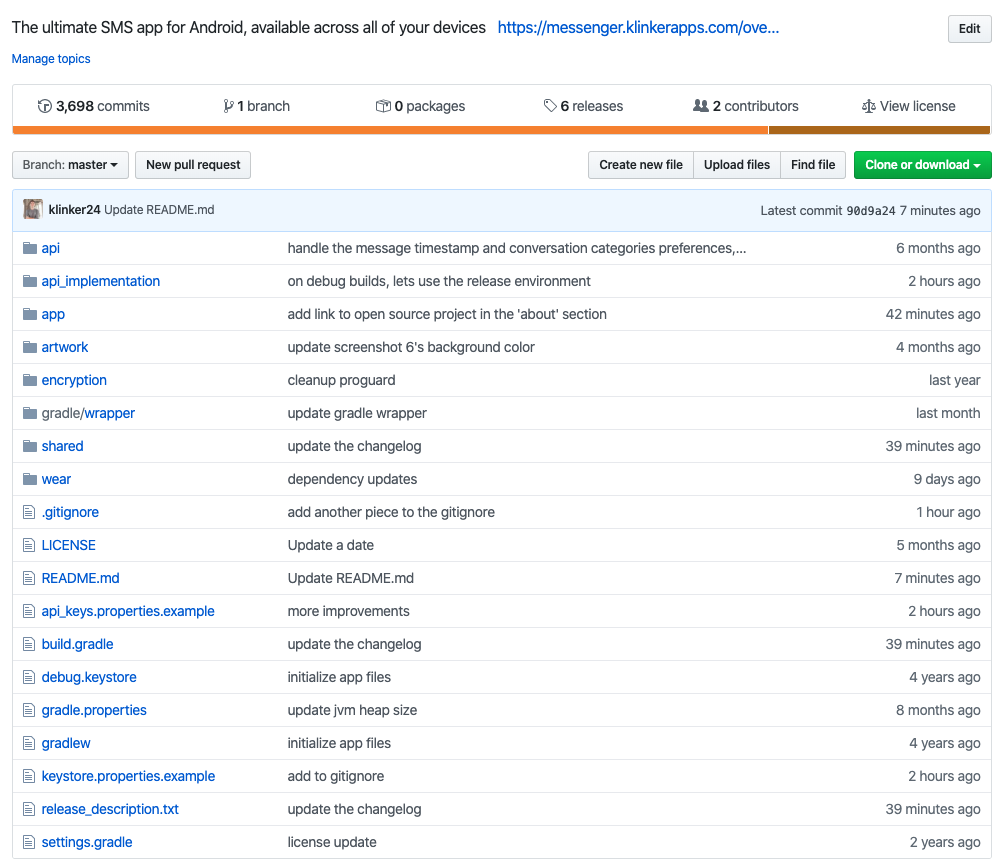 The ultimate SMS app for Android, available across all of your devices https://messenger.klinkerapps.com/ove... Edit
Manage topics
3,698 commits 1 branch 0 packages 6 releases 2 contributors View license
Branch: master New pull request Create new file Upload files Find file Clone or download
klinker24 Update README.md Latest commit 90d9a24 7 minutes ago
api handle the message timestamp and conversation categories preferences,... 6 months ago
api_implementation on debug builds, lets use the release environment 2 hours ago
app add link to open source project in the 'about' section 42 minutes ago
artwork update screenshot 6's background color 4 months ago
encryption cleanup proguard last year
gradle/wrapper update gradle wrapper last month
shared update the changelog 39 minutes ago
wear dependency updates 9 days ago
.gitignore add another piece to the gitignore 1 hour ago
LICENSE Update a date 5 months ago
README.md Update README.md 7 minutes ago
api_keys.properties.example more improvements 2 hours ago
build.gradle update the changelog 39 minutes ago
debug.keystore initialize app files 4 years ago
gradle.properties update jvm heap size 8 months ago
gradlew initialize app files 4 years ago
keystore.properties.example add to gitignore 2 hours ago
release_description.txt update the changelog 39 minutes ago
settings.gradle license update 2 years ago